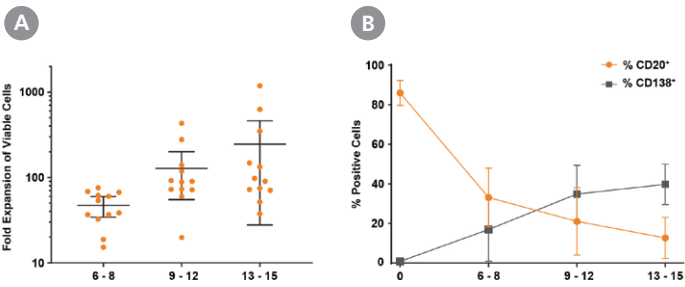 A
Fold Expansion of Viable Cells
1000
100
10
6 - 8
9 - 12
13 - 15
B
% CD20+
% CD138+
% Positive Cells
100
80
60
40
20
0
0
6 - 8
9 - 12
13 - 15